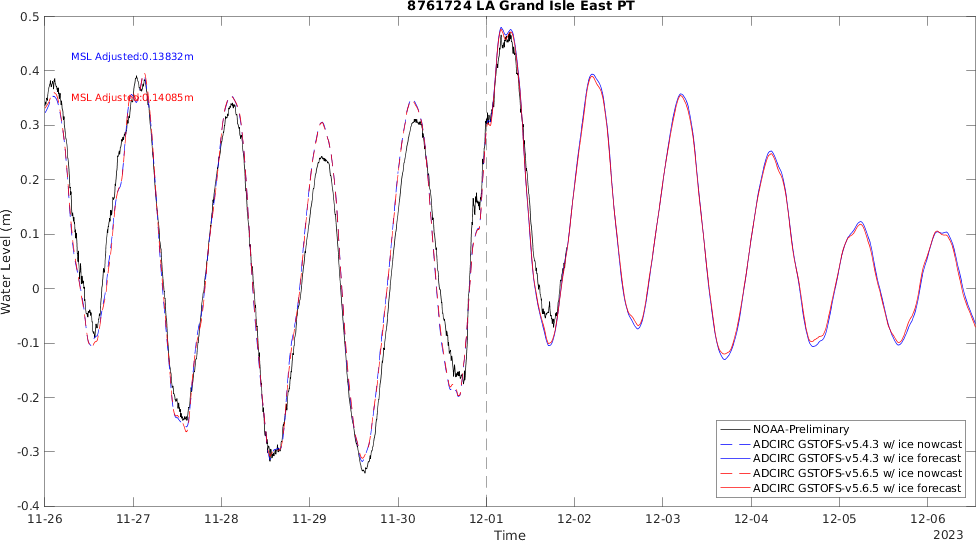 8761724 LA Grand Isle East PT
MSL Adjusted:0.13832m
MSL Adjusted:0.14085m
Water Level (m)
0.5
0.4
0.3
0.2
0.1
0
-0.1
-0.2
-0.3
-0.4
NOAA-Preliminary
ADCIRC GSTOFS-v5.4.3 w/ ice nowcast
ADCIRC GSTOFS-v5.4.3 w/ ice forecast
ADCIRC GSTOFS-v5.6.5 w/ ice nowcast
ADCIRC GSTOFS-v5.6.5 w/ ice forecast
11-26 11-27 11-28 11-29 11-30 12-01 12-02 12-03 12-04 12-05 12-06
Time
2023